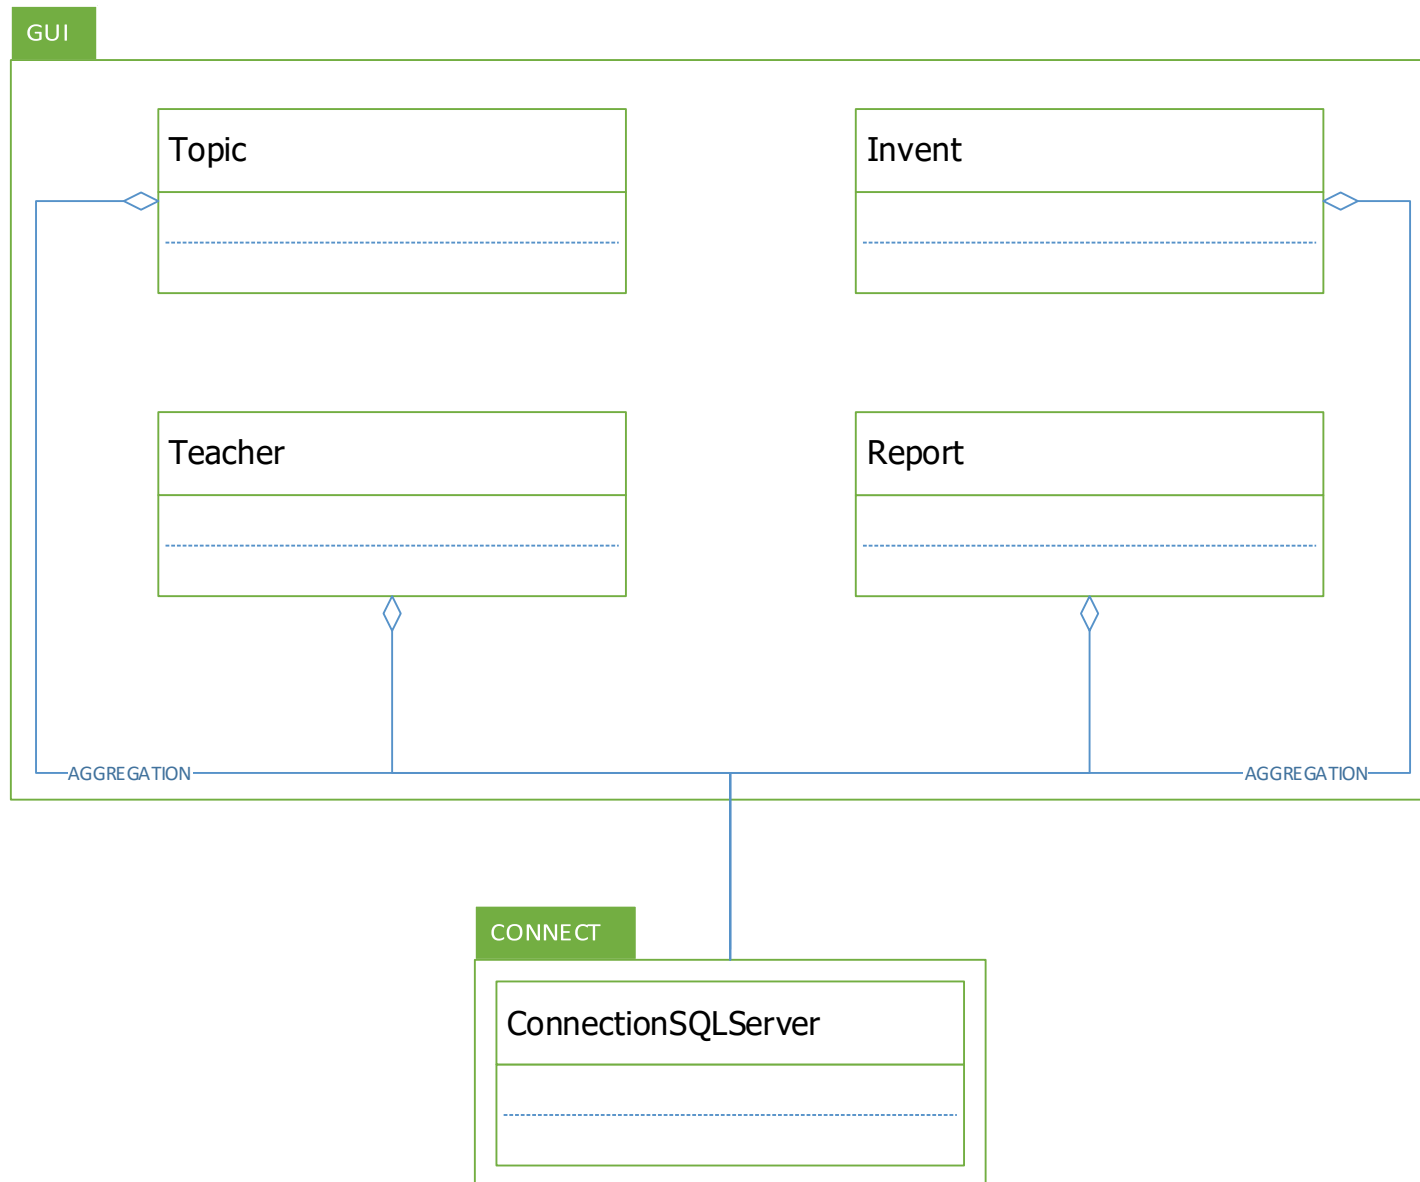 GUI
Topic
Invent
Teacher
Report
AGGREGATION
AGGREGATION
CONNECT
ConnectionSQLServer